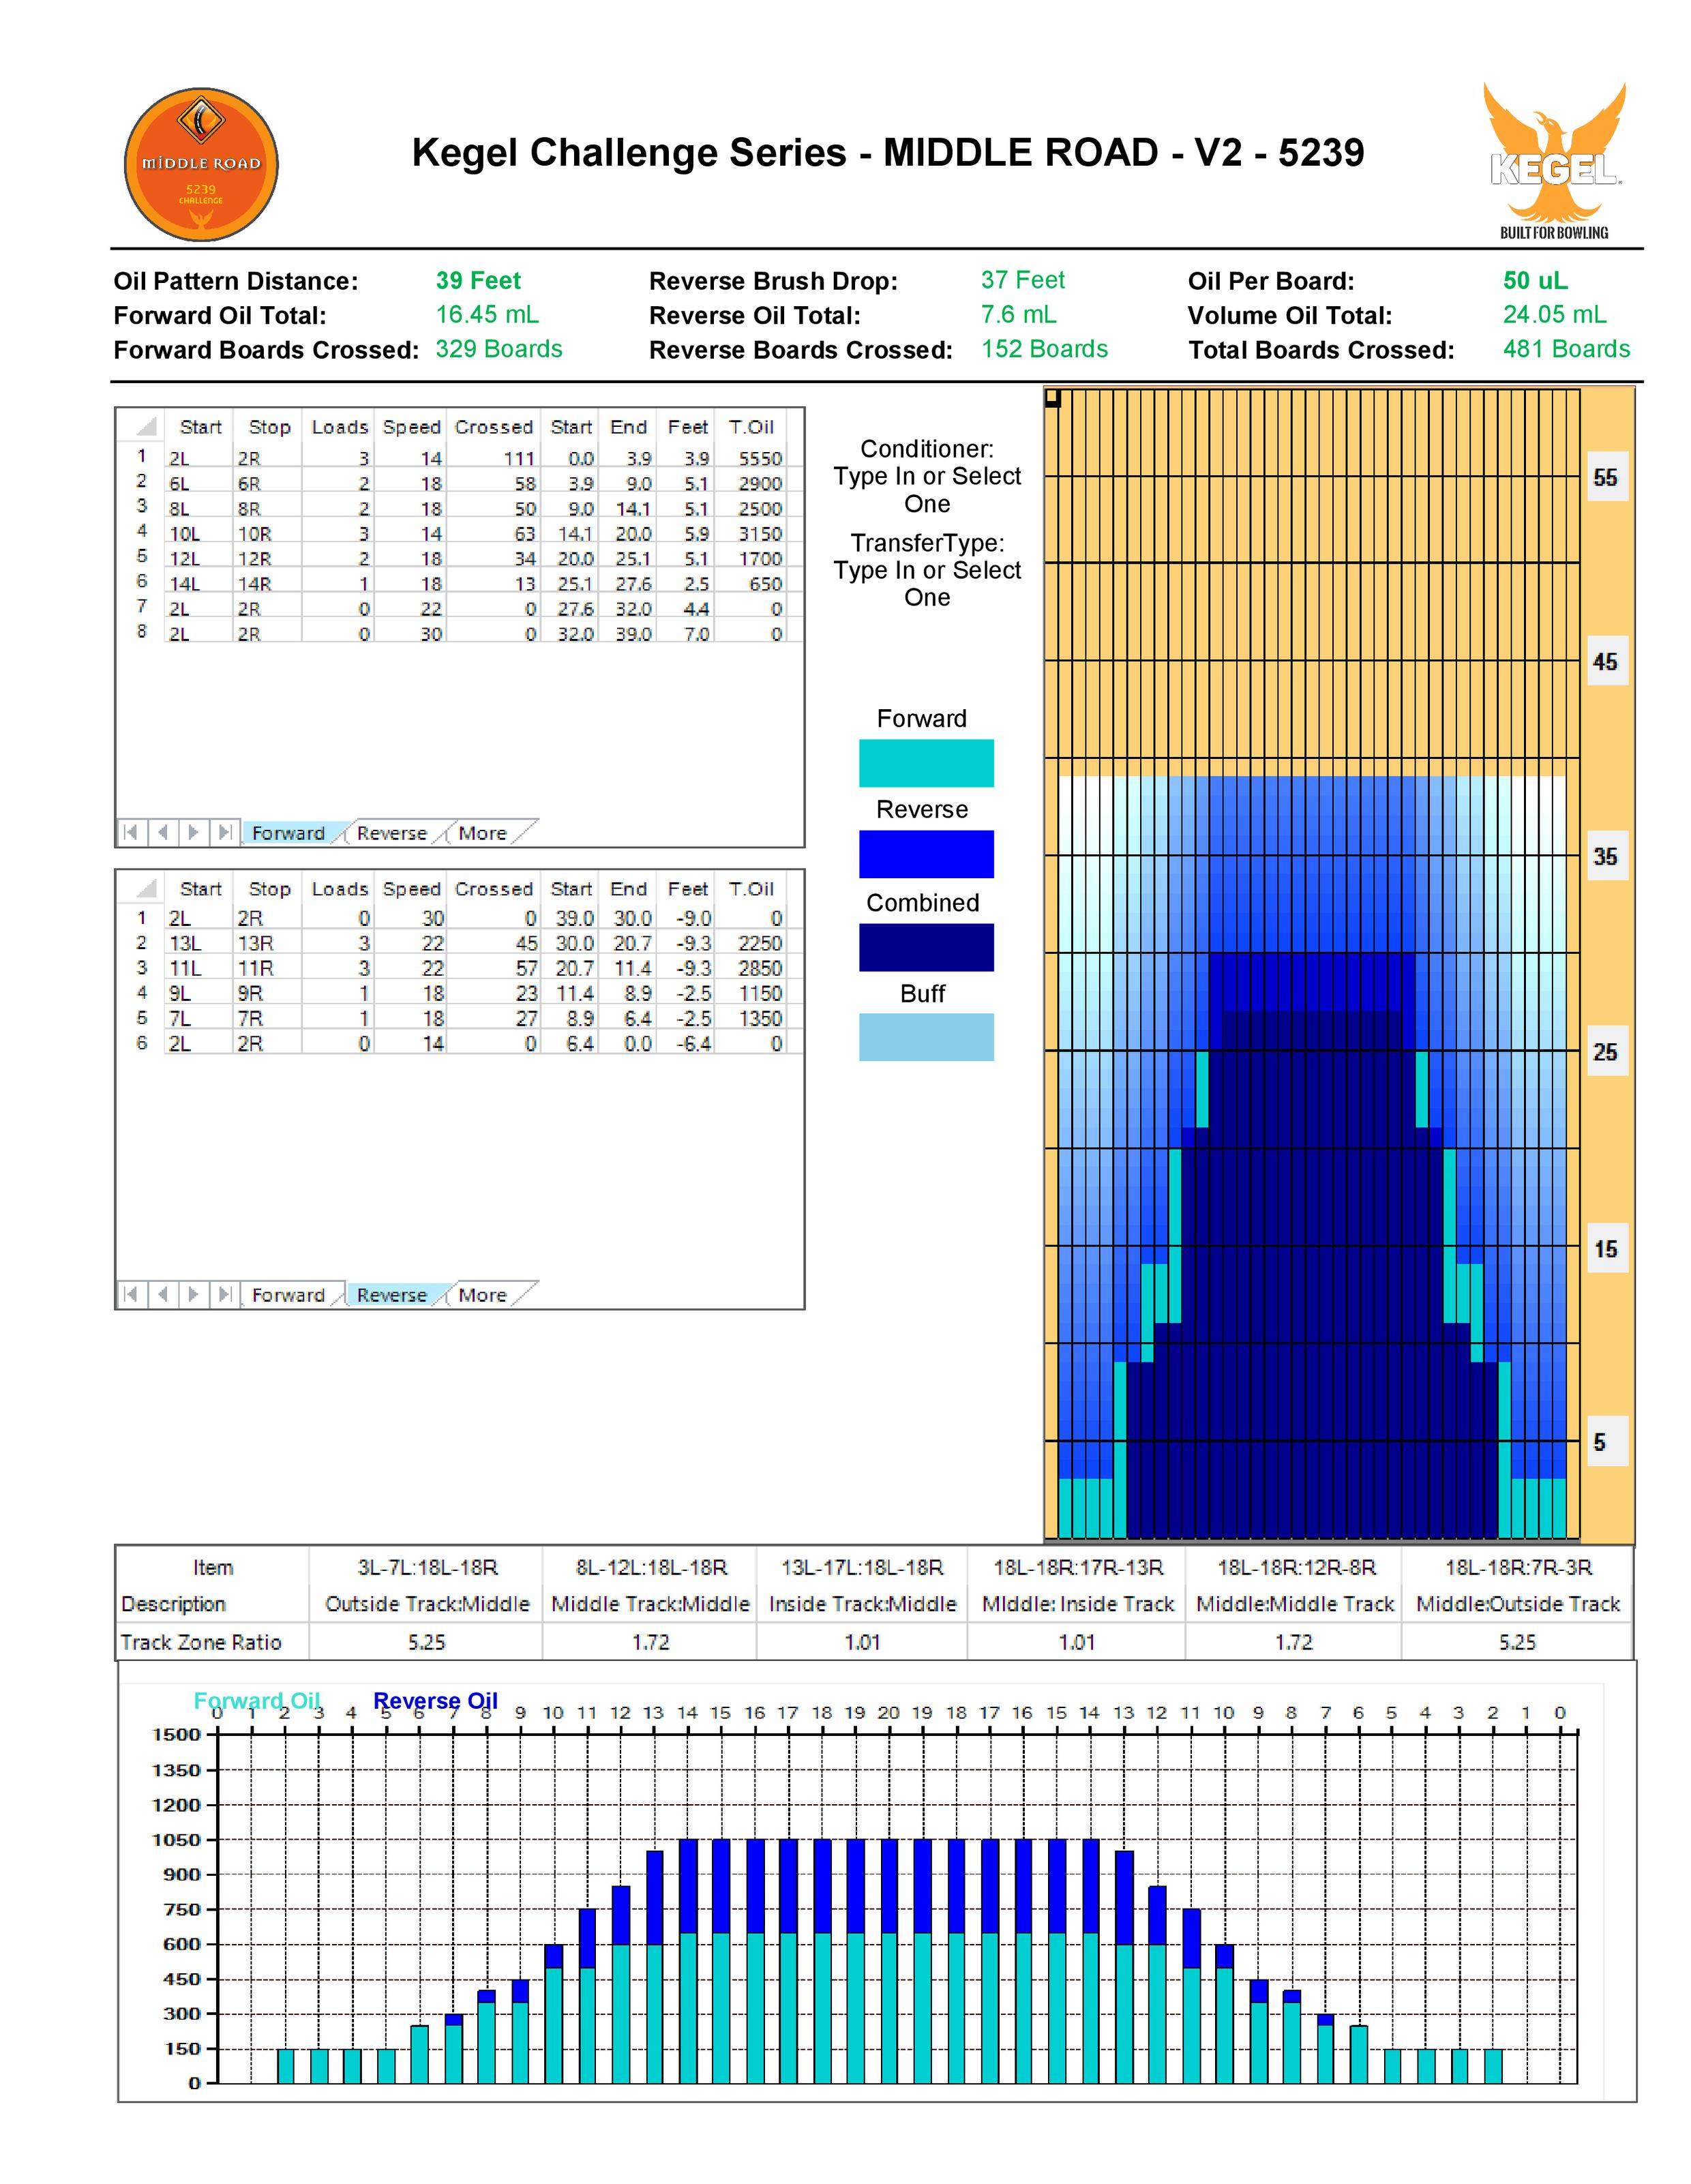 MIDDLE ROAD
5239
CHALLENGE
Kegel Challenge Series - MIDDLE ROAD - V2 - 5239
KEGEL
BUILT FOR BOWLING
Oil Pattern Distance: 39 Feet Reverse Brush Drop: 37 Feet Oil Per Board: 50 uL
Forward Oil Total: 16.45 mL Reverse Oil Total: 7.6 mL Volume Oil Total: 24.05 mL
Forward Boards Crossed: 329 Boards Reverse Boards Crossed: 152 Boards Total Boards Crossed: 481 Boards
Start Stop Loads Speed Crossed Start End Feet T.Oil
1 2L 2R 3 14 111 0.0 3.9 3.9 5550
2 6L 6R 2 18 58 3.9 9.0 5.1 2900
3 8L 8R 2 18 50 9.0 14.1 5.1 2500
4 10L 10R 3 14 63 14.1 20.0 5.9 3150
5 12L 12R 2 18 34 20.0 25.1 5.1 1700
6 14L 14R 1 18 13 25.1 27.6 2.5 650
7 2L 2R 0 22 0 27.6 32.0 4.4 0
8 2L 2R 0 30 0 32.0 39.0 7.0 0
Forward Reverse More
Start Stop Loads Speed Crossed Start End Feet T.Oil
1 2L 2R 0 30 0 39.0 30.0 -9.0 0
2 13L 13R 3 22 45 30.0 20.7 -9.3 2250
3 11L 11R 3 22 57 20.7 11.4 -9.3 2850
4 9L 9R 1 18 23 11.4 8.9 -2.5 1150
5 7L 7R 1 18 27 8.9 6.4 -2.5 1350
6 2L 2R 0 14 0 6.4 0.0 -6.4 0
Forward Reverse More
Conditioner:
Type In or Select
One
TransferType:
Type In or Select
One
Forward
Reverse
Combined
Buff
55
45
35
25
15
5
Item 3L-7L:18L-18R 8L-12L:18L-18R 13L-17L:18L-18R 18L-18R:17R-13R 18L-18R:12R-8R 18L-18R:7R-3R
Description Outside Track:Middle Middle Track:Middle Inside Track:Middle MIddle: Inside Track Middle:Middle Track Middle:Outside Track
Track Zone Ratio 5.25 1.72 1.01 1.01 1.72 5.25
Forward Oil Reverse Oil
0 1 2 3 4 5 6 7 8 9 10 11 12 13 14 15 16 17 18 19 20 19 18 17 16 15 14 13 12 11 10 9 8 7 6 5 4 3 2 1 0
1500
1350
1200
1050
900
750
600
450
300
150
0